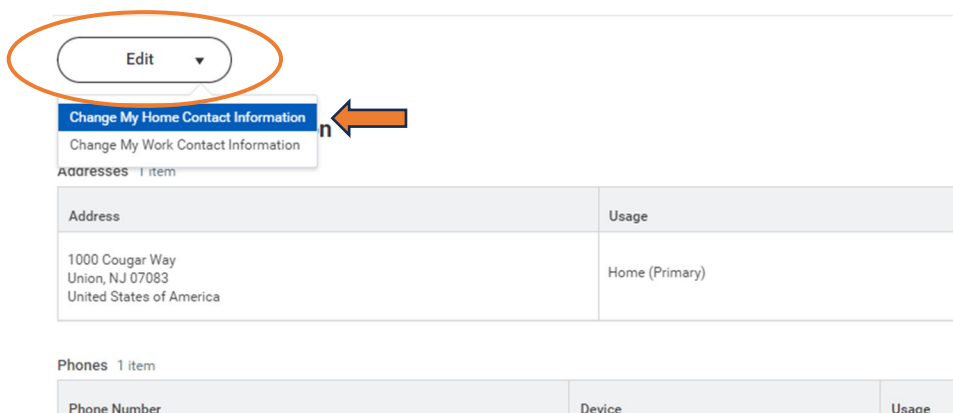 Edit
Change My Home Contact Information
Change My Work Contact Information
n
Addresses 1 item
Address Usage
1000 Cougar Way
Union, NJ 07083
United States of America
Home (Primary)
Phones 1 item
Phone Number Device Usage